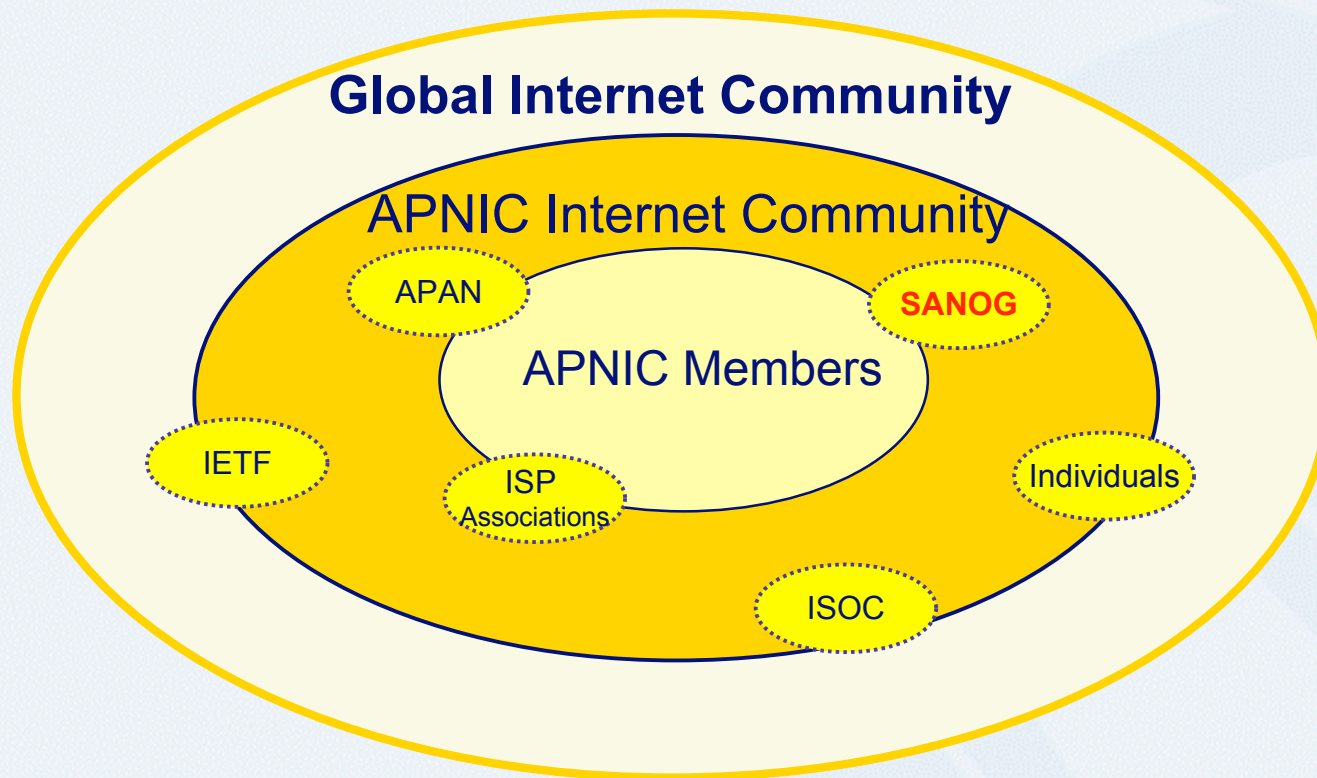 Global Internet Community
APNIC Internet Community
APAN
SANOG
APNIC Members
IETF
ISP
Associations
Individuals
ISOC